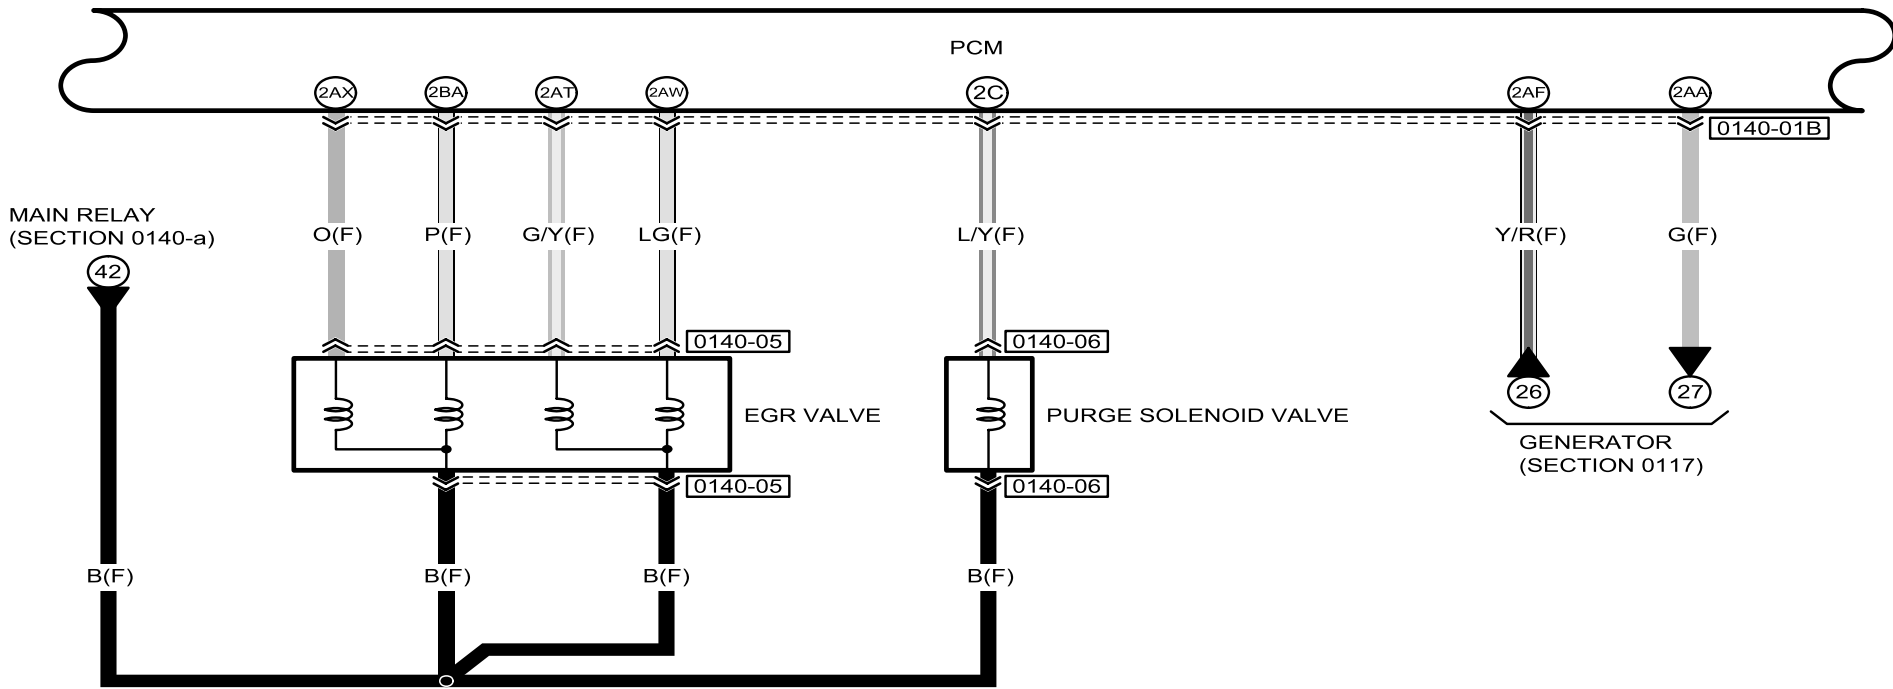 PCM
2AX
2BA
2AT
2AW
2C
2AF
2AA
0140-01B
MAIN RELAY
(SECTION 0140-a)
42
O(F)
P(F)
G/Y(F)
LG(F)
L/Y(F)
Y/R(F)
G(F)
0140-05
0140-06
26
27
EGR VALVE
PURGE SOLENOID VALVE
GENERATOR
(SECTION 0117)
0140-05
0140-06
B(F)
B(F)
B(F)
B(F)